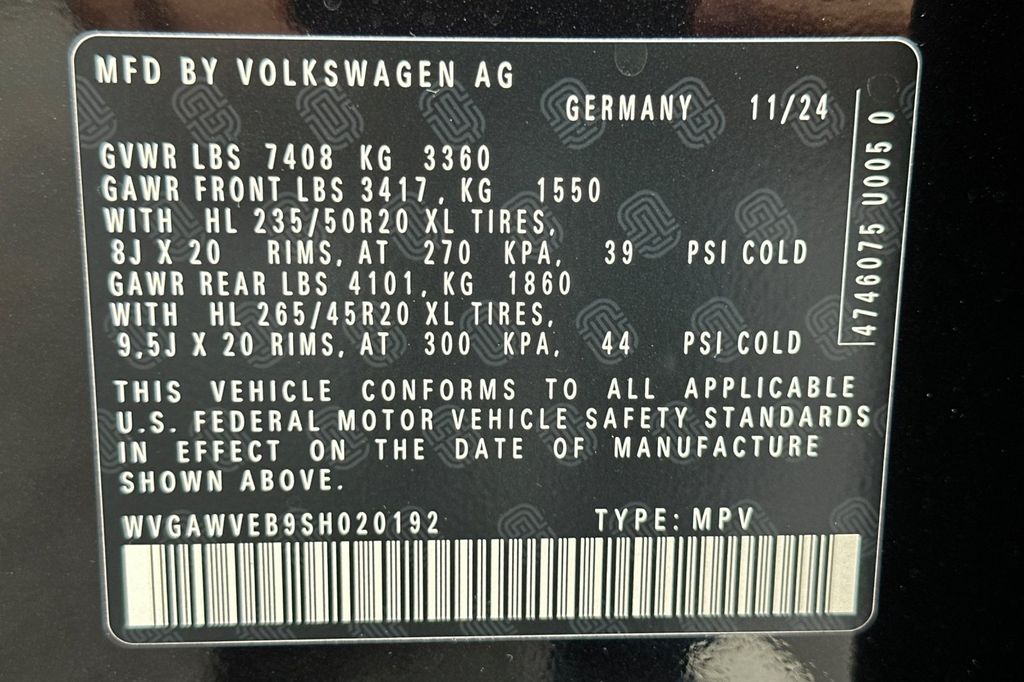 MFD BY VOLKSWAGEN AG
GERMANY 11/24
GVWR LBS 7408 KG 3360
GAWR FRONT LBS 3417, KG 1550
WITH HL 235/50R20 XL TIRES,
8J X 20 RIMS, AT 270 KPA, 39 PSI COLD
GAWR REAR LBS 4101, KG 1860
WITH HL 265/45R20 XL TIRES,
9,5J X 20 RIMS, AT 300 KPA, 44 PSI COLD
THIS VEHICLE CONFORMS TO ALL APPLICABLE
U.S. FEDERAL MOTOR VEHICLE SAFETY STANDARDS
IN EFFECT ON THE DATE OF MANUFACTURE
SHOWN ABOVE.
WVGAWVEB9SH020192 TYPE: MPV
4746075 U005 0